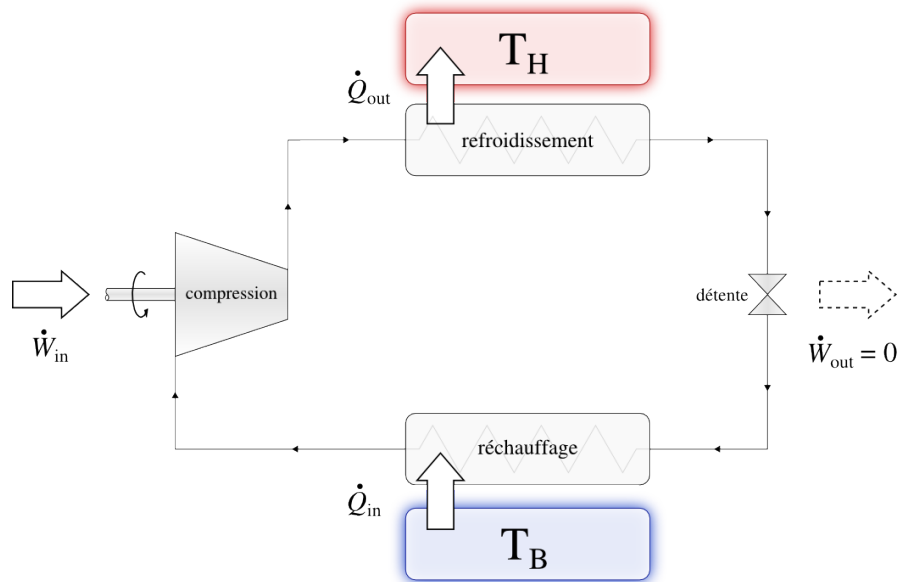 T_H
Q̇_out
refroidissement
compression
détente
Ẇ_in
Ẇ_out = 0
réchauffage
Q̇_in
T_B